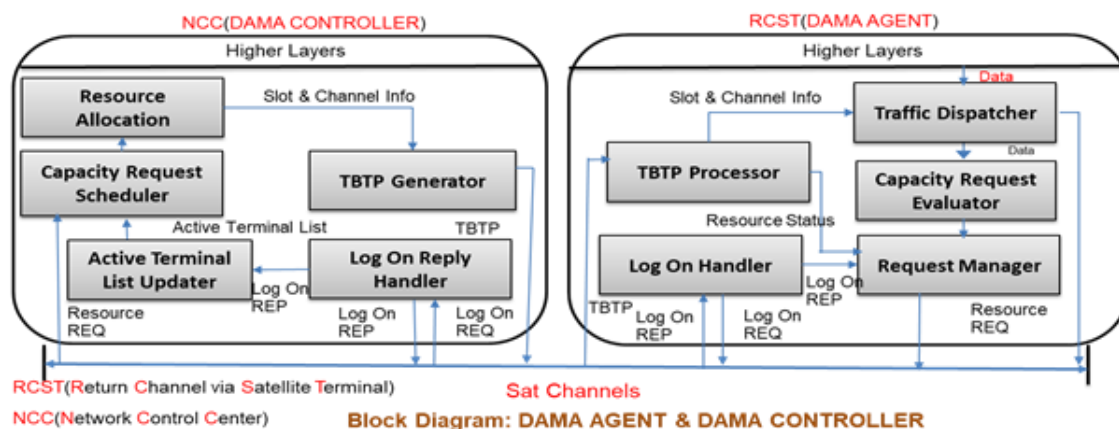 NCC(DAMA CONTROLLER)
Higher Layers
Resource
Allocation
Slot & Channel Info
Capacity Request
Scheduler
TBTP Generator
Active Terminal List
TBTP
Active Terminal
List Updater
Log On Reply
Handler
Log On
REP
Resource
REQ
Log On
REP
Log On
REQ
RCST(DAMA AGENT)
Higher Layers
Data
Slot & Channel Info
Traffic Dispatcher
Data
TBTP Processor
Capacity Request
Evaluator
Resource Status
Log On Handler
Request Manager
Log On
REP
TBTP
Log On
REP
Log On
REQ
Resource
REQ
Sat Channels
RCST(Return Channel via Satellite Terminal)
NCC(Network Control Center)
Block Diagram: DAMA AGENT & DAMA CONTROLLER